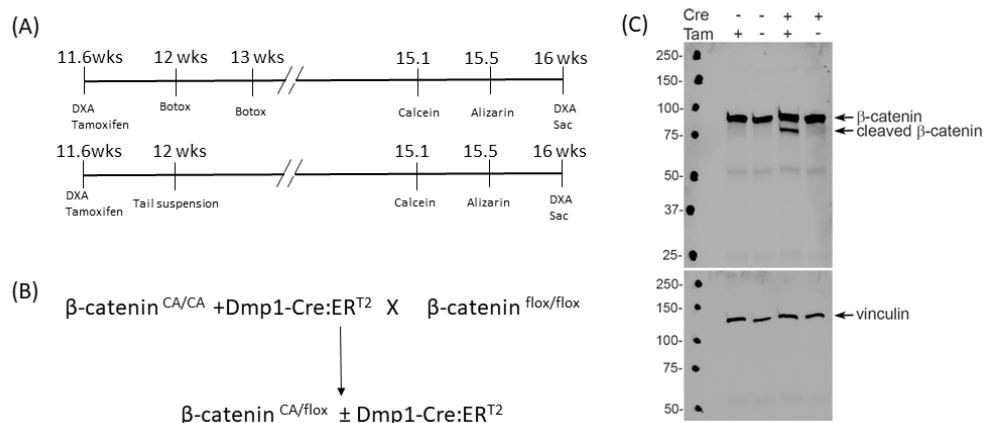 (A)
11.6wks 12 wks 13 wks 15.1 15.5 16 wks
DXA Tamoxifen Botox Botox Calcein Alizarin DXA Sac
11.6wks 12 wks 15.1 15.5 16 wks
DXA Tamoxifen Tail suspension Calcein Alizarin DXA Sac
(B)
β-catenin CA/CA +Dmp1-Cre:ERT2 X β-catenin flox/flox
β-catenin CA/flox ± Dmp1-Cre:ERT2
(C)
Cre - - + +
Tam + - + -
250-
150-
100-
β-catenin
75-
cleaved β-catenin
50-
37-
25-
250-
150-
vinculin
100-
75-
50-